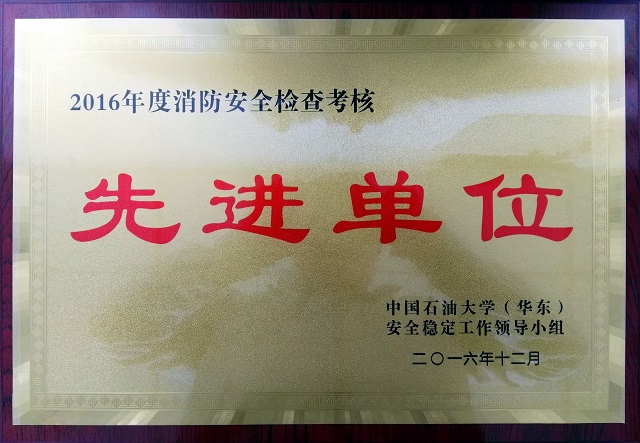 2016年度消防安全检查考核
先进单位
中国石油大学（华东）
安全稳定工作领导小组
二〇一六年十二月